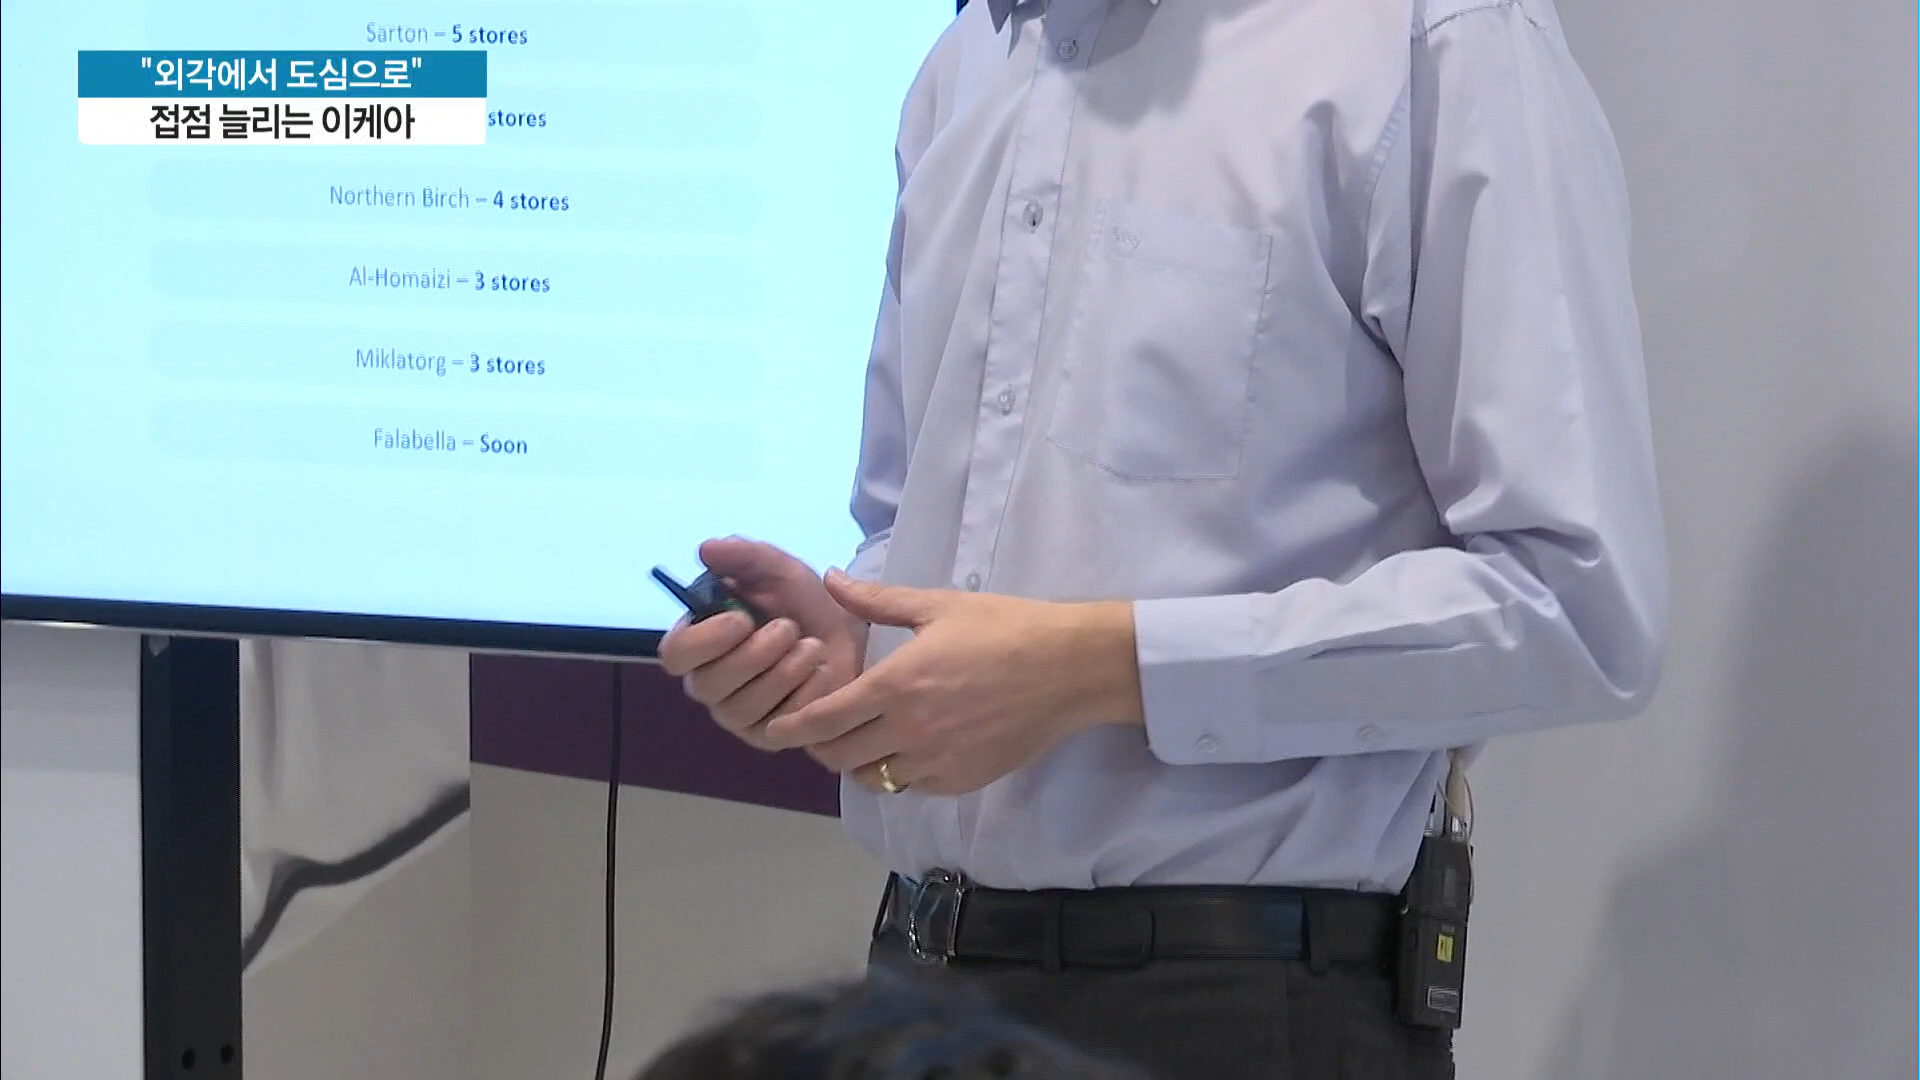 Sarton – 5 stores
"외각에서 도심으로"
접점 늘리는 이케아
stores
Northern Birch – 4 stores
Al-Homaizi – 3 stores
Miklatorg – 3 stores
Falabella – Soon